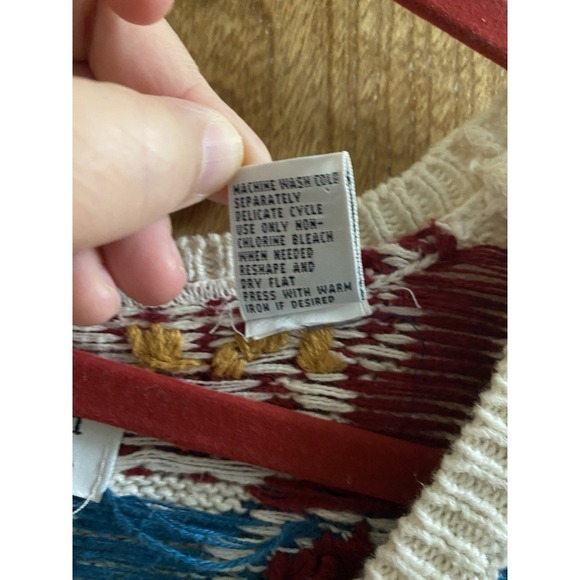 MACHINE WASH COLD
SEPARATELY
DELICATE CYCLE
USE ONLY NON-
CHLORINE BLEACH
WHEN NEEDED
RESHAPE AND
DRY FLAT
PRESS WITH WARM
IRON IF DESIRED